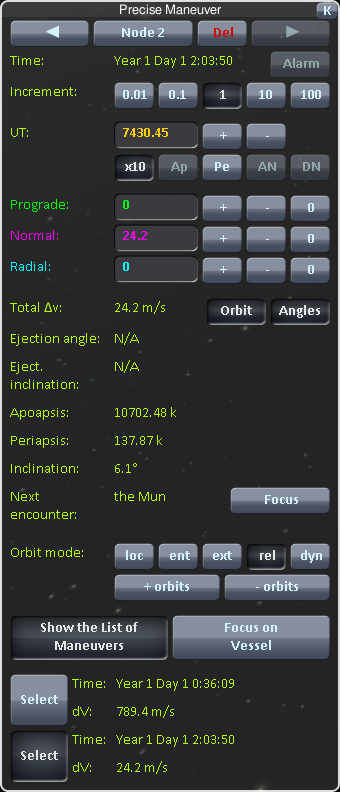 Precise Maneuver K
◄ Node 2 Del ►
Time: Year 1 Day 1 2:03:50 Alarm
Increment: 0.01 0.1 1 10 100
UT: 7430.45 + -
x10 Ap Pe AN DN
Prograde: 0 + - 0
Normal: 24.2 + - 0
Radial: 0 + - 0
Total Δv: 24.2 m/s Orbit Angles
Ejection angle: N/A
Eject. N/A
inclination:
Apoapsis: 10702.48 k
Periapsis: 137.87 k
Inclination: 6.1°
Next the Mun Focus
encounter:
Orbit mode: loc ent ext rel dyn
+ orbits - orbits
Show the List of
Maneuvers
Focus on
Vessel
Select
Time: Year 1 Day 1 0:36:09
dV: 789.4 m/s
Select
Time: Year 1 Day 1 2:03:50
dV: 24.2 m/s